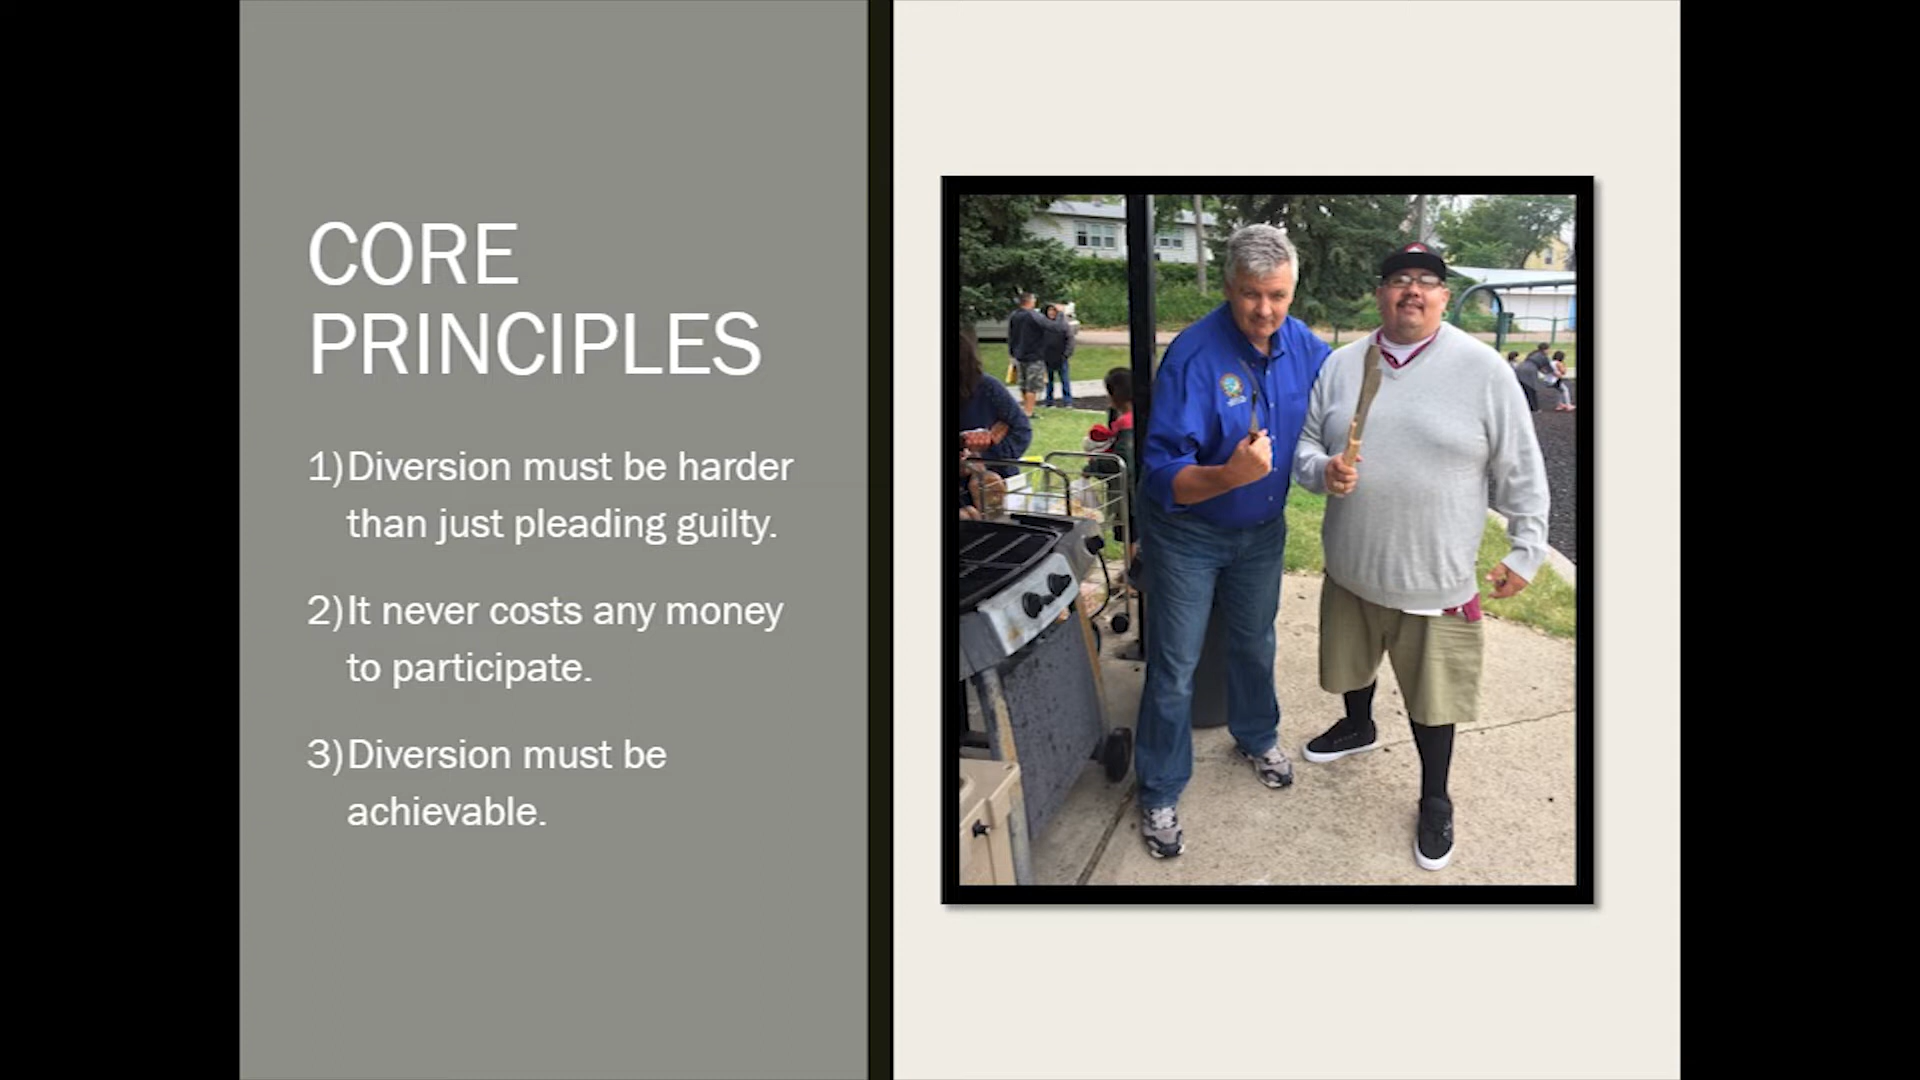 CORE
PRINCIPLES
1)Diversion must be harder
than just pleading guilty.
2)It never costs any money
to participate.
3)Diversion must be
achievable.